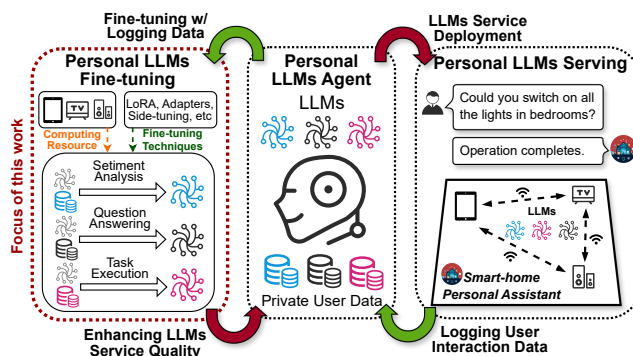 Fine-tuning w/
Logging Data
LLMs Service
Deployment
Focus of this work
Personal LLMs
Fine-tuning
TV
LoRA, Adapters,
Side-tuning, etc
Computing
Resource
Fine-tuning
Techniques
Setiment
Analysis
Question
Answering
Task
Execution
Personal
LLMs Agent
LLMs
Private User Data
Personal LLMs Serving
Could you switch on all
the lights in bedrooms?
Operation completes.
TV
LLMs
Smart-home
Personal Assistant
Enhancing LLMs
Service Quality
Logging User
Interaction Data